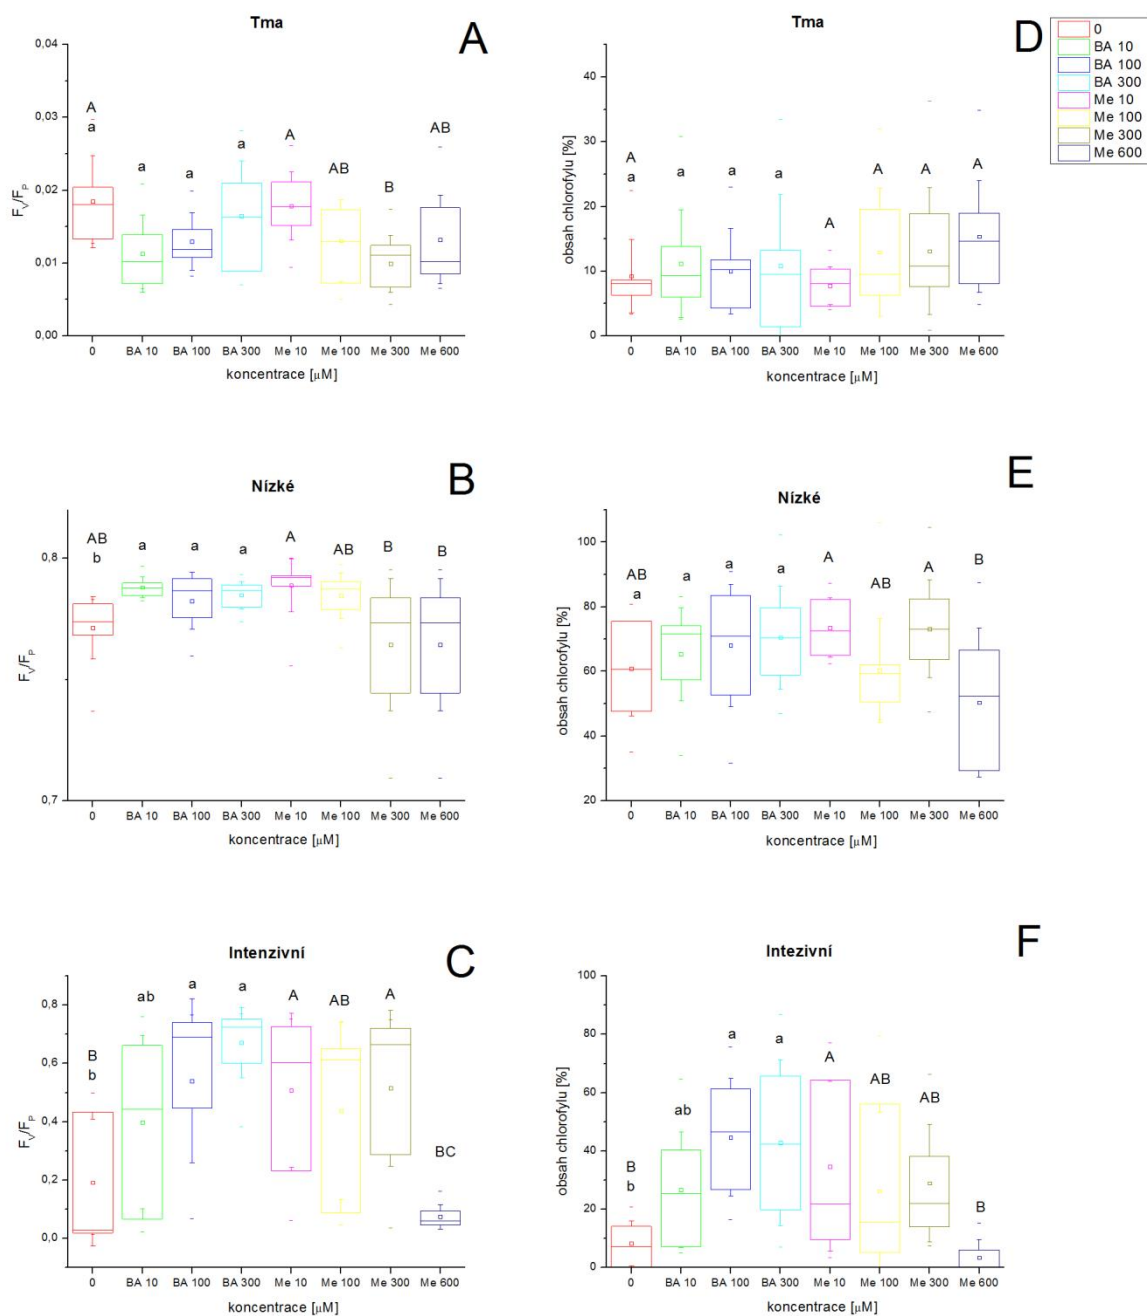 Tma
A
0,04
0,03
0,02
0,01
0,00
F_V/F_P
A
a
a
a
a
A
AB
B
AB
0
BA 10
BA 100
BA 300
Me 10
Me 100
Me 300
Me 600
koncentrace [µM]
Tma
D
40
30
20
10
0
obsah chlorofylu [%]
A
a
a
a
a
A
A
A
A
0
BA 10
BA 100
BA 300
Me 10
Me 100
Me 300
Me 600
koncentrace [µM]
0
BA 10
BA 100
BA 300
Me 10
Me 100
Me 300
Me 600
Nízké
B
0,8
0,7
F_V/F_P
AB
b
a
a
a
A
AB
B
B
0
BA 10
BA 100
BA 300
Me 10
Me 100
Me 300
Me 600
koncentrace [µM]
Nízké
E
100
80
60
40
20
obsah chlorofylu [%]
AB
a
a
a
a
A
AB
A
B
0
BA 10
BA 100
BA 300
Me 10
Me 100
Me 300
Me 600
koncentrace [µM]
Intenzivní
C
0,8
0,6
0,4
0,2
0,0
F_V/F_P
B
b
ab
a
a
A
AB
A
BC
0
BA 10
BA 100
BA 300
Me 10
Me 100
Me 300
Me 600
koncentrace [µM]
Intezivní
F
100
80
60
40
20
0
obsah chlorofylu [%]
B
b
ab
a
a
A
AB
AB
B
0
BA 10
BA 100
BA 300
Me 10
Me 100
Me 300
Me 600
koncentrace [µM]